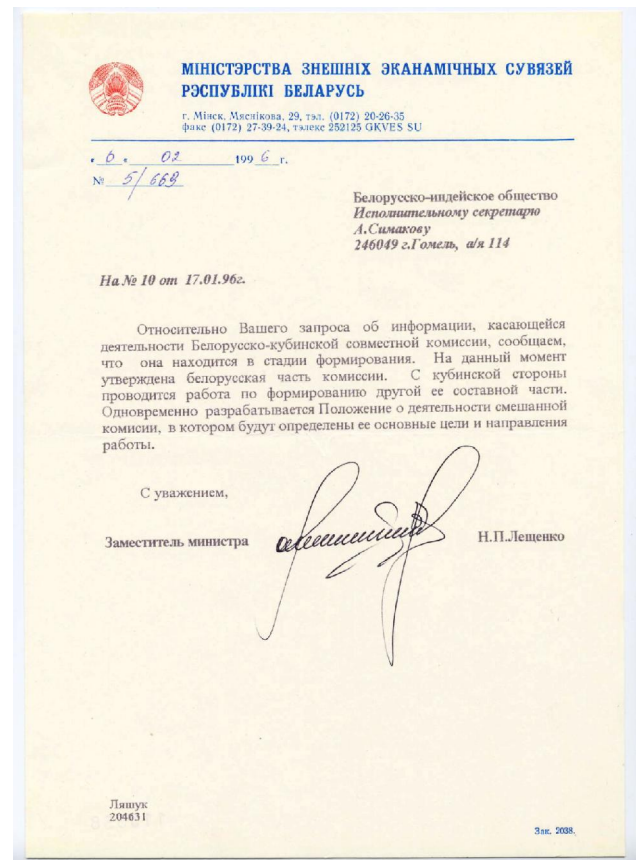 МІНІСТЭРСТВА ЗНЕШНІХ ЭКАНАМІЧНЫХ СУВЯЗЕЙ
РЭСПУБЛІКІ БЕЛАРУСЬ
г. Мінск, Мяснікова, 29, тэл. (0172) 20-26-35
факс (0172) 27-39-24, тэлекс 252125 GKVES SU
« 6 « 02 1996 г.
№ 5/669
Белорусско-индейское общество
Исполнительному секретарю
А.Симакову
246049 г.Гомель, а/я 114
На № 10 от 17.01.96г.
Относительно Вашего запроса об информации, касающейся
деятельности Белорусско-кубинской совместной комиссии, сообщаем,
что она находится в стадии формирования. На данный момент
утверждена белорусская часть комиссии. С кубинской стороны
проводится работа по формированию другой ее составной части.
Одновременно разрабатывается Положение о деятельности смешанной
комисии, в котором будут определены ее основные цели и направления
работы.
С уважением,
Заместитель министра Н.П.Лещенко
Ляшук
204631
Зак. 2038.